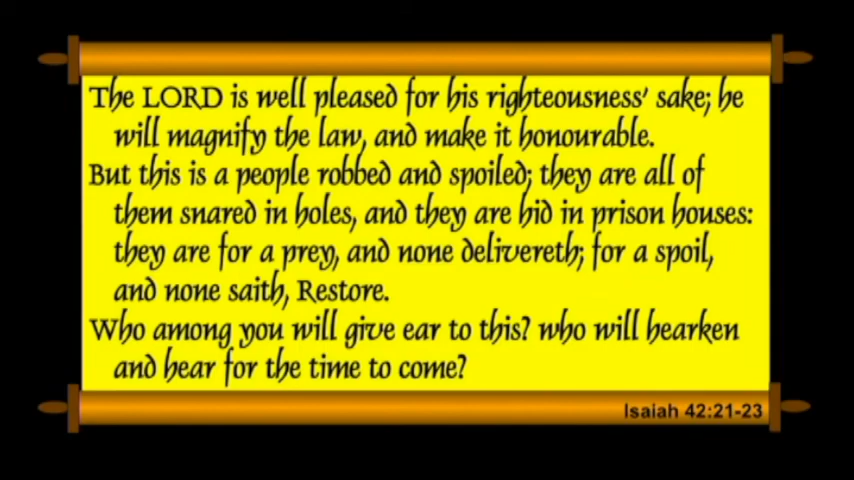 The LORD is well pleased for his righteousness' sake; he
will magnify the law, and make it honourable.
But this is a people robbed and spoiled; they are all of
them snared in holes, and they are hid in prison houses:
they are for a prey, and none delivereth; for a spoil,
and none saith, Restore.
Who among you will give ear to this? who will hearken
and hear for the time to come?
Isaiah 42:21-23